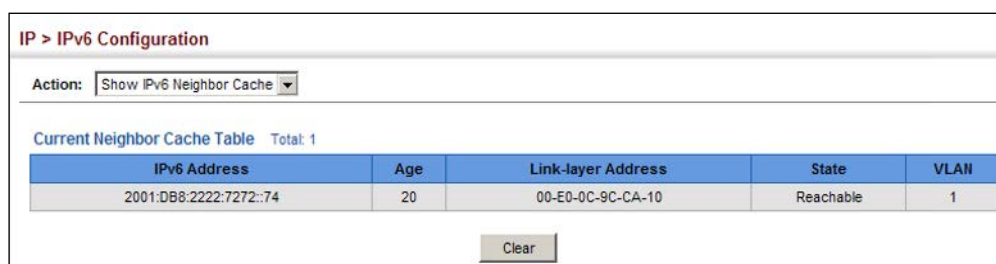 IP > IPv6 Configuration
Action: Show IPv6 Neighbor Cache
Current Neighbor Cache Table Total: 1
IPv6 Address Age Link-layer Address State VLAN
2001:DB8:2222:7272::74 20 00-E0-0C-9C-CA-10 Reachable 1
Clear